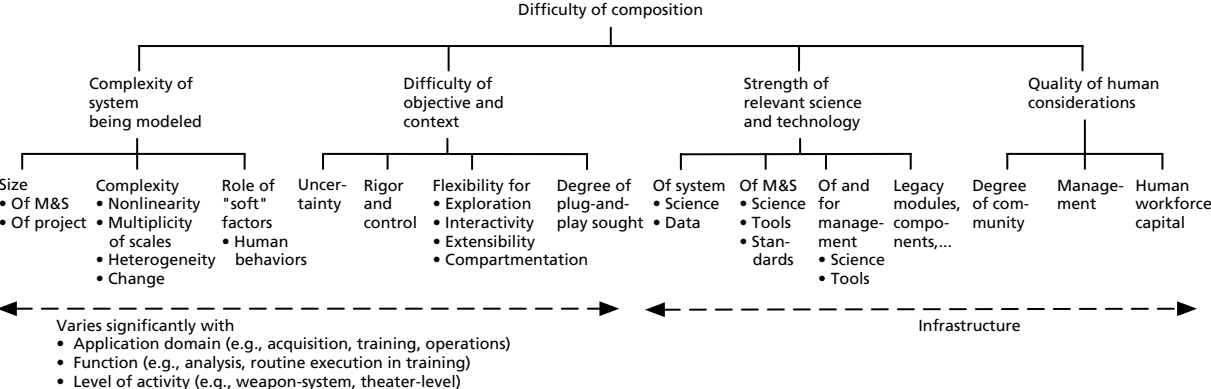 Difficulty of composition
Complexity of
system
being modeled
Difficulty of
objective and
context
Strength of
relevant science
and technology
Quality of human
considerations
Size
• Of M&S
• Of project
Complexity
• Nonlinearity
• Multiplicity
of scales
• Heterogeneity
• Change
Role of
"soft"
factors
• Human
behaviors
Uncer-
tainty
Rigor
and
control
Flexibility for
• Exploration
• Interactivity
• Extensibility
• Compartmentation
Degree of
plug-and-
play sought
Of system
• Science
• Data
Of M&S
• Science
• Tools
• Stan-
dards
Of and
for
manage-
ment
• Science
• Tools
Legacy
modules,
compo-
nents,...
Degree
of com-
munity
Manage-
ment
Human
workforce
capital
Varies significantly with
• Application domain (e.g., acquisition, training, operations)
• Function (e.g., analysis, routine execution in training)
• Level of activity (e.g., weapon-system, theater-level)
Infrastructure